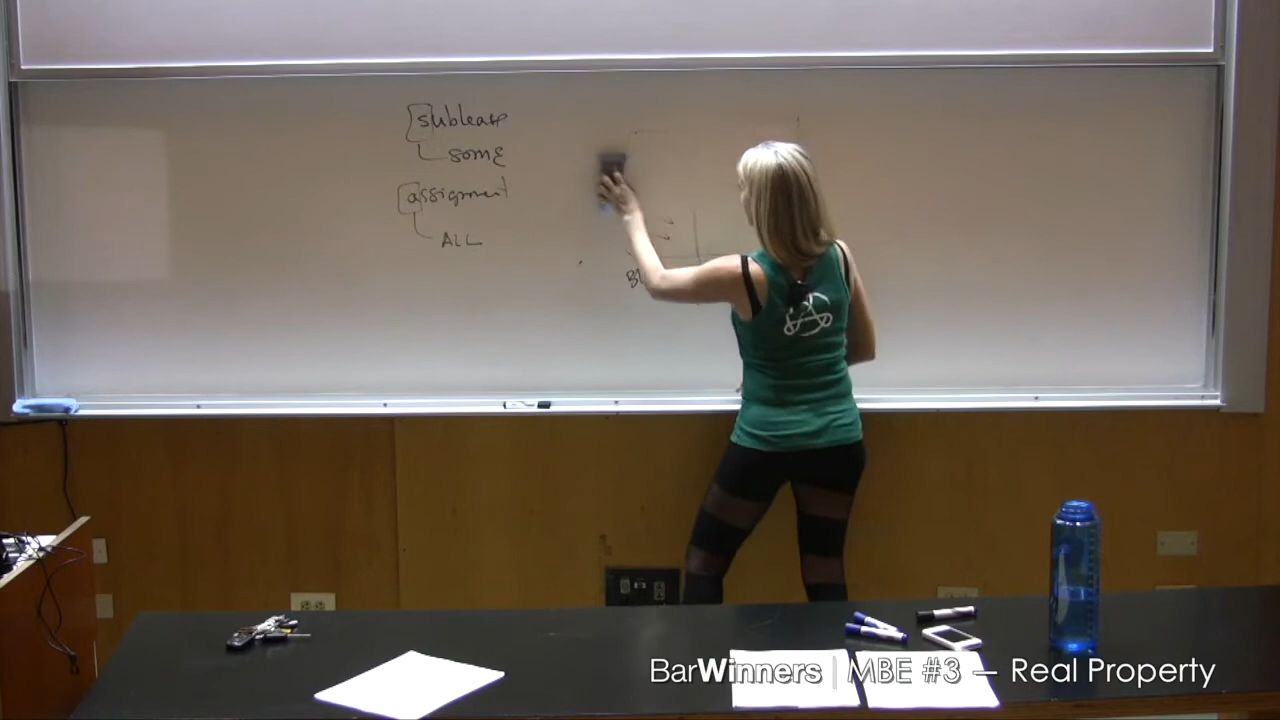 sublease
some
assignment
ALL
BarWinners | MBE #3 — Real Property